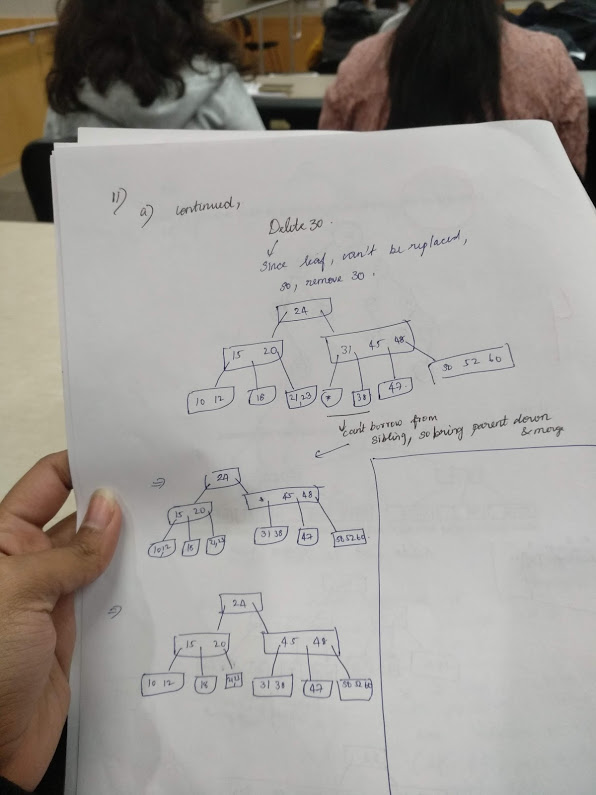 11) a) continued,
Delete 30.
↓
Since leaf, can't be replaced,
so, remove 30.
24
15 20
31 45 48
10 12
18
21,23
*
38
47
50 52 60
↓ can't borrow from
sibling, so bring parent down
& merge
⇒
24
15 20
* 45 48
10,12
18
21,23
31 38
47
50 52 60
⇒
24
15 20
45 48
10 12
18
21,23
31 38
47
50 52 60